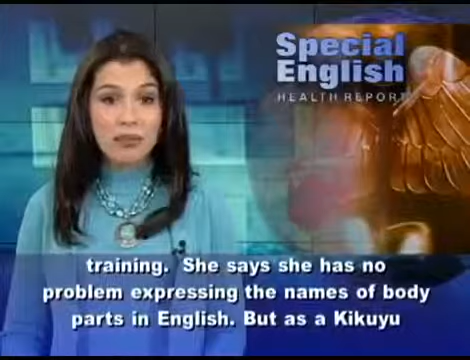 Special
English
HEALTH REPORT
training. She says she has no
problem expressing the names of body
parts in English. But as a Kikuyu